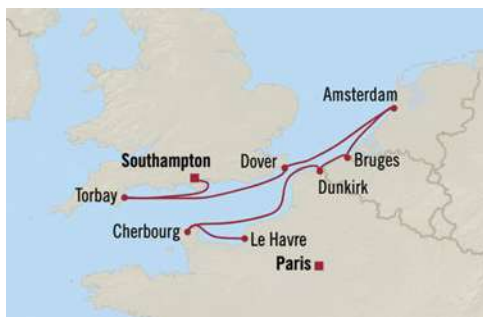 Amsterdam
Southampton
Dover
Bruges
Dunkirk
Torbay
Cherbourg
Le Havre
Paris